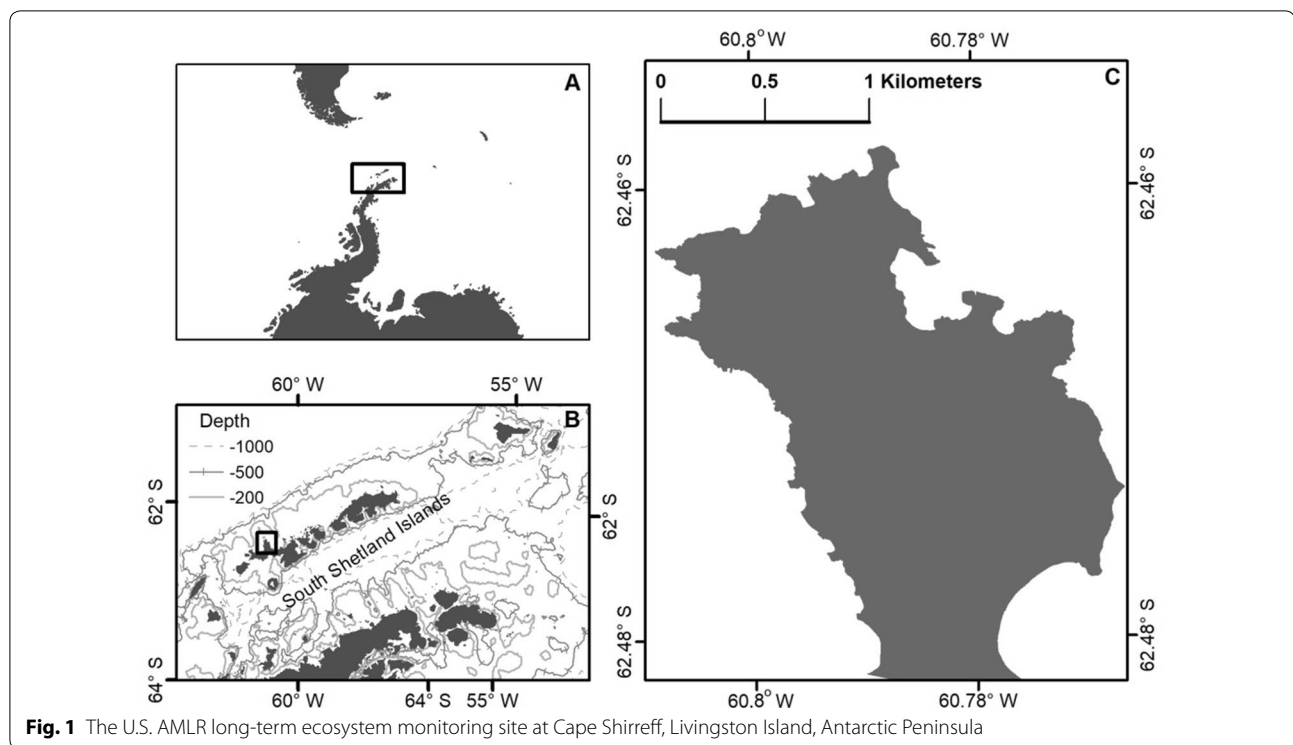 A
60° W 55° W
B
Depth
-1000
-500
-200
62° S
62° S
South Shetland Islands
64° S
60° W 64° S 55° W
60.8° W 60.78° W
C
0 0.5 1 Kilometers
62.46° S
62.46° S
62.48° S
62.48° S
60.8° W 60.78° W
Fig. 1 The U.S. AMLR long-term ecosystem monitoring site at Cape Shirreff, Livingston Island, Antarctic Peninsula